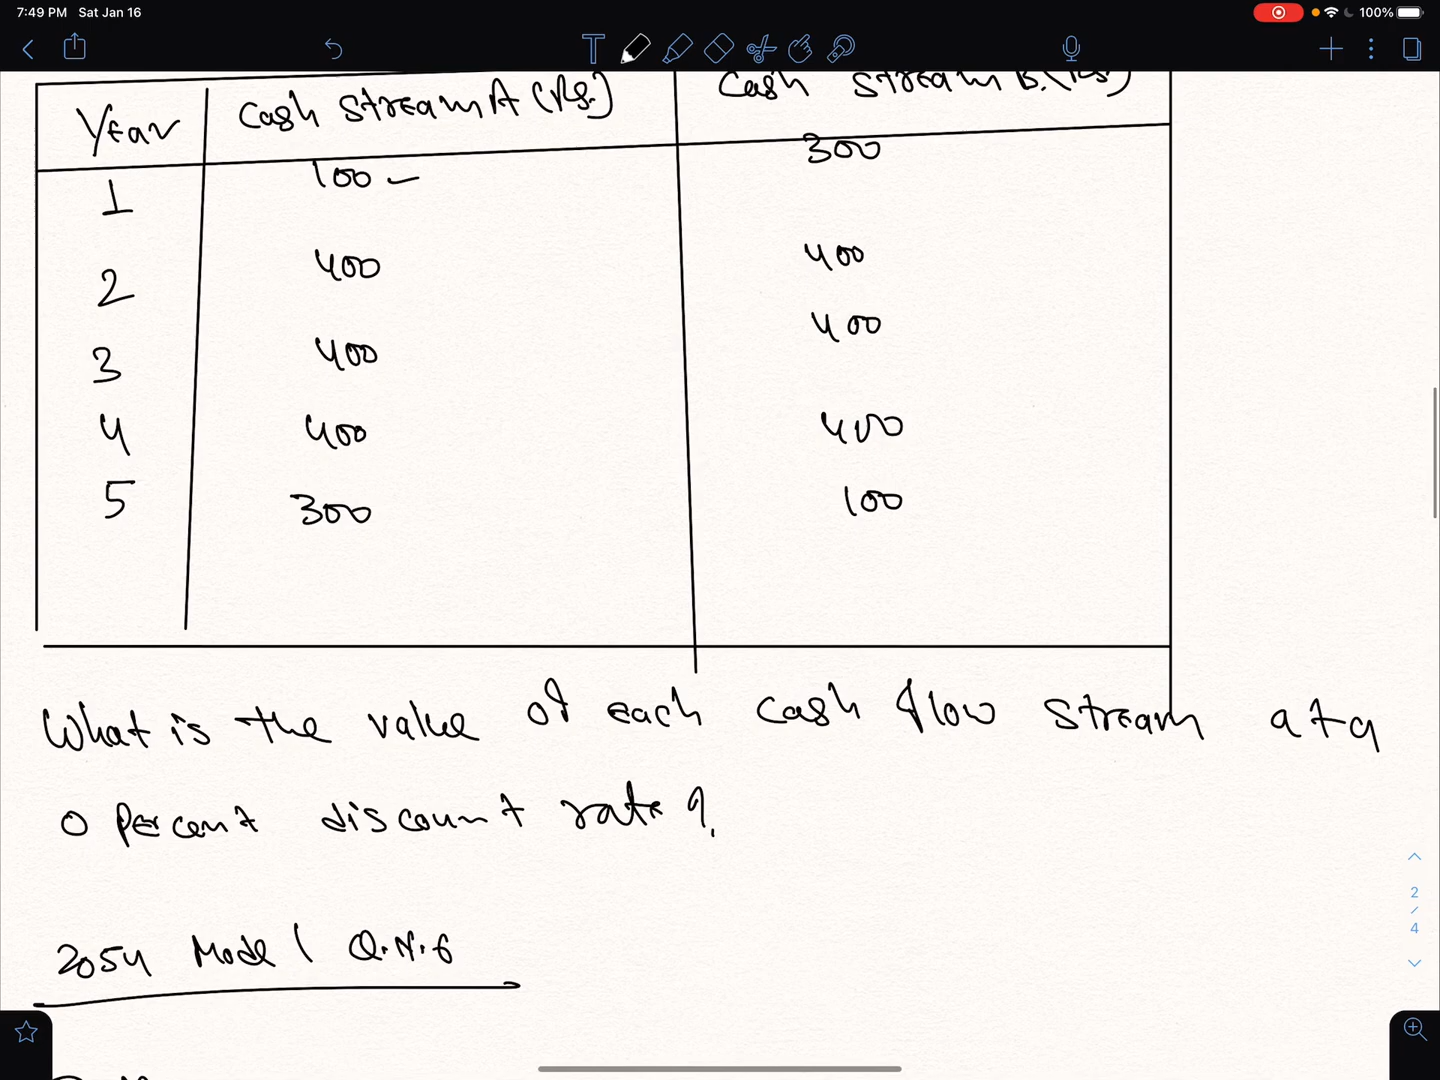 7:49 PM Sat Jan 16 100%
T
Year Cash Stream A (Rs.) Cash Stream B. (Rs.)
1 100 300
2 400 400
3 400 400
4 400 400
5 300 100
What is the value of each cash flow stream at a
0 percent discount rate?
2054 Model Q.N.6
2
/
4